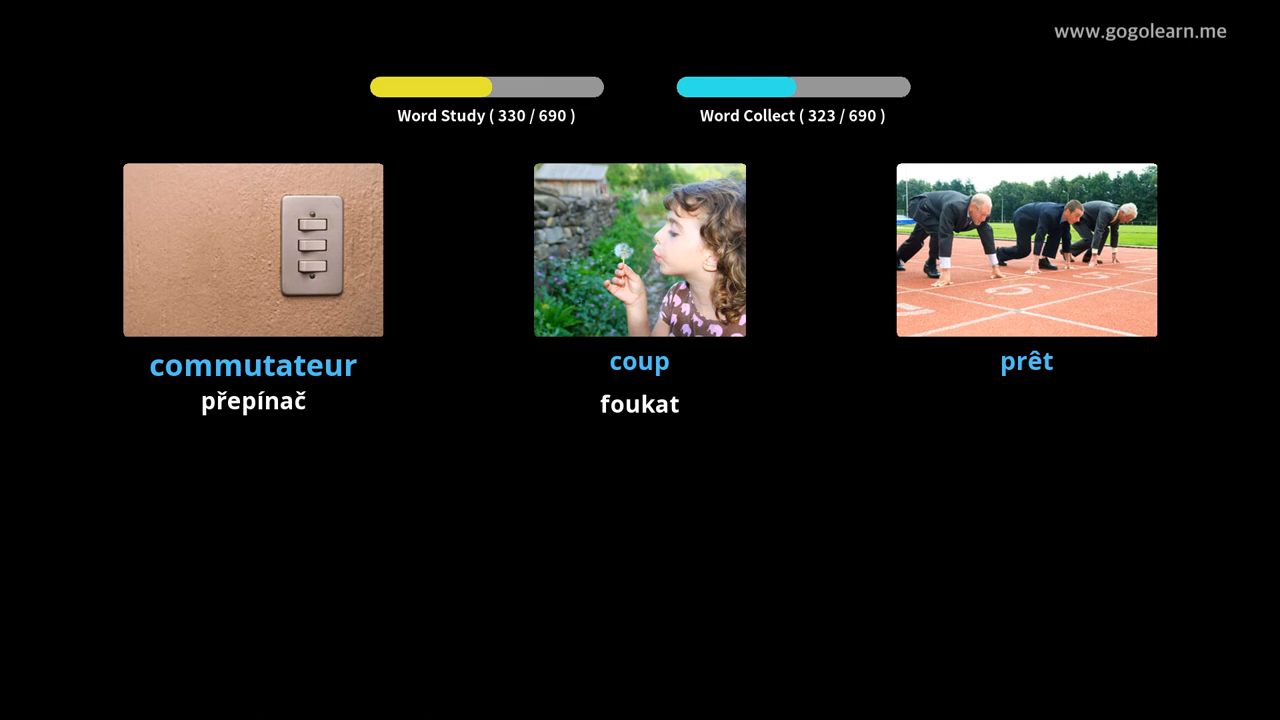 www.gogolearn.me
Word Study ( 330 / 690 )
Word Collect ( 323 / 690 )
commutateur
přepínač
coup
foukat
prêt